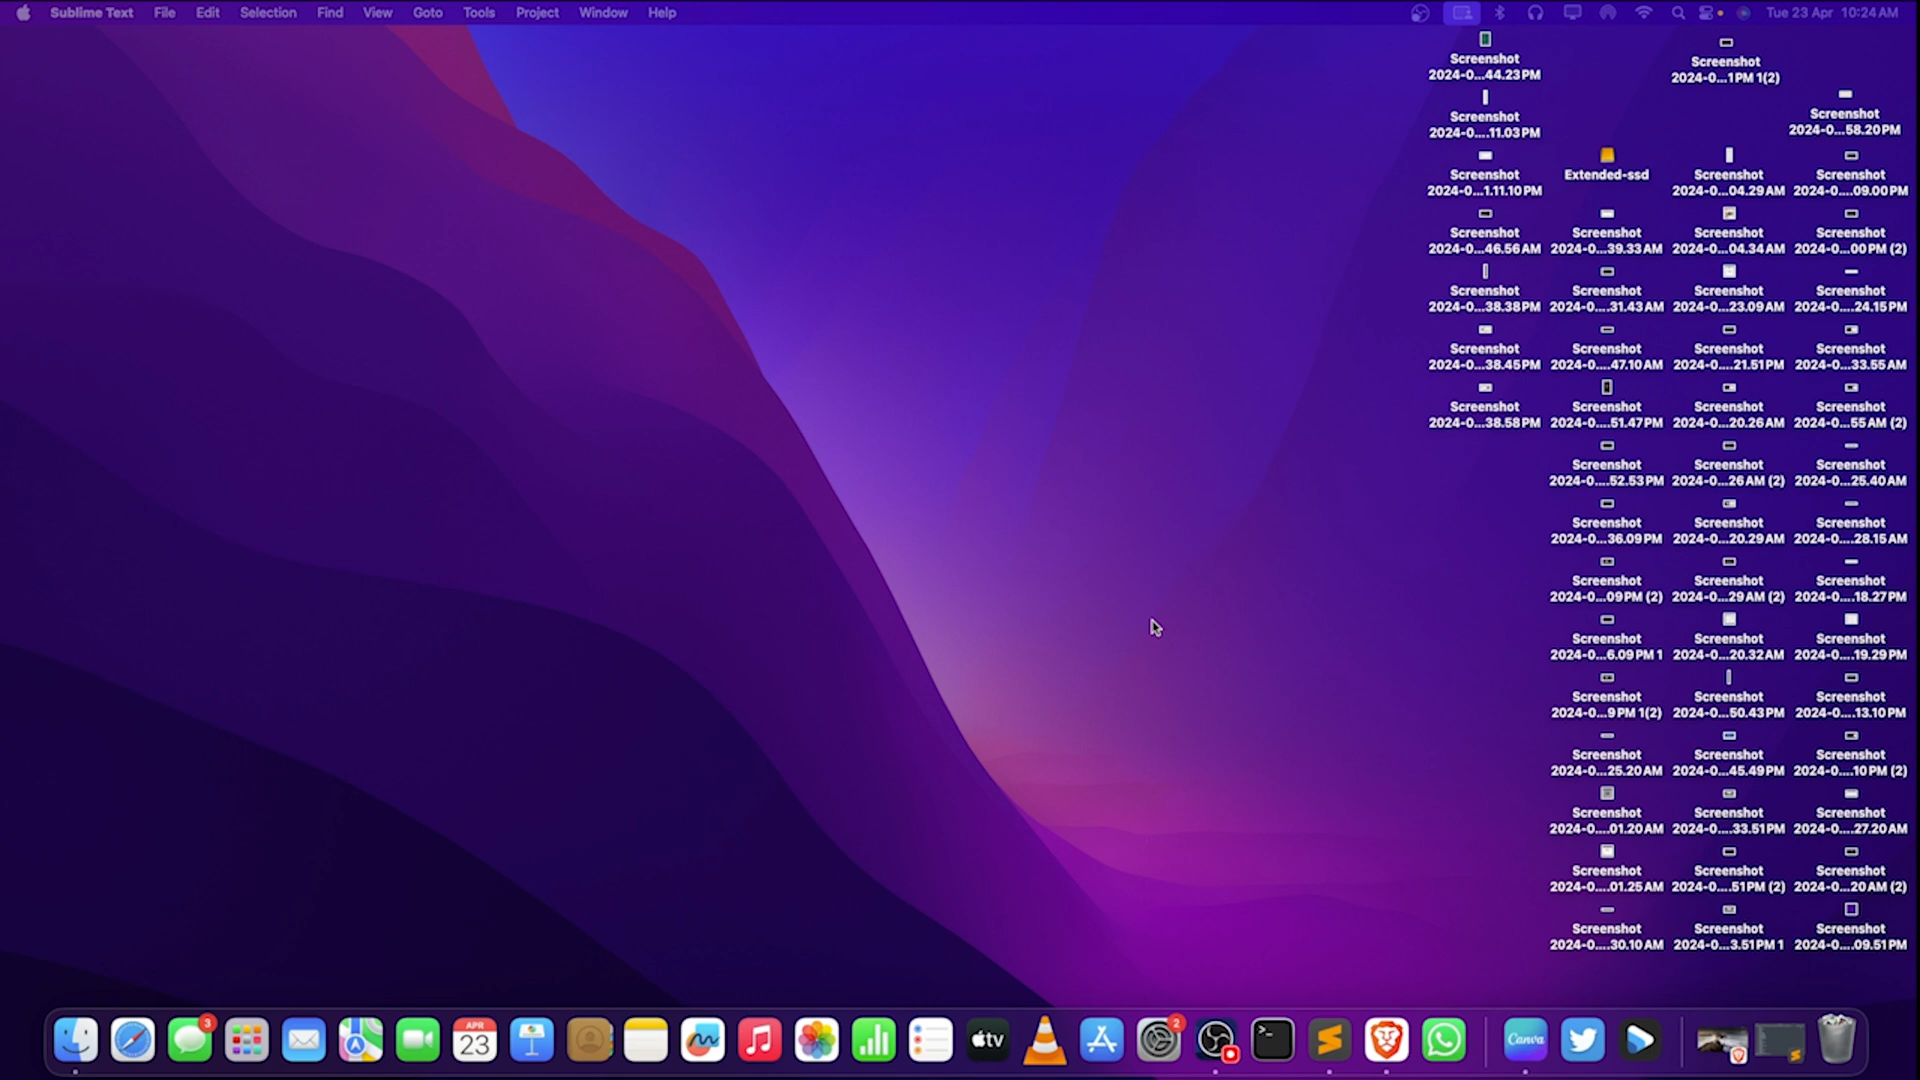 Sublime Text File Edit Selection Find View Goto Tools Project Window Help Tue 23 Apr 10:24 AM
Screenshot
2024-0...44.23 PM
Screenshot
2024-0...1 PM 1(2)
Screenshot
2024-0....11.03 PM
Screenshot
2024-0...58.20 PM
Screenshot
2024-0...1.11.10 PM
Extended-ssd
Screenshot
2024-0...04.29 AM
Screenshot
2024-0....09.00 PM
Screenshot
2024-0...46.56 AM
Screenshot
2024-0...39.33 AM
Screenshot
2024-0...04.34 AM
Screenshot
2024-0...00 PM (2)
Screenshot
2024-0...38.38 PM
Screenshot
2024-0....31.43 AM
Screenshot
2024-0...23.09 AM
Screenshot
2024-0....24.15 PM
Screenshot
2024-0...38.45 PM
Screenshot
2024-0....47.10 AM
Screenshot
2024-0....21.51 PM
Screenshot
2024-0...33.55 AM
Screenshot
2024-0...38.58 PM
Screenshot
2024-0....51.47 PM
Screenshot
2024-0...20.26 AM
Screenshot
2024-0...55 AM (2)
Screenshot
2024-0....52.53 PM
Screenshot
2024-0...26 AM (2)
Screenshot
2024-0...25.40 AM
Screenshot
2024-0...36.09 PM
Screenshot
2024-0...20.29 AM
Screenshot
2024-0....28.15 AM
Screenshot
2024-0...09 PM (2)
Screenshot
2024-0...29 AM (2)
Screenshot
2024-0....18.27 PM
Screenshot
2024-0...6.09 PM 1
Screenshot
2024-0...20.32 AM
Screenshot
2024-0....19.29 PM
Screenshot
2024-0...9 PM 1(2)
Screenshot
2024-0...50.43 PM
Screenshot
2024-0....13.10 PM
Screenshot
2024-0...25.20 AM
Screenshot
2024-0...45.49 PM
Screenshot
2024-0....10 PM (2)
Screenshot
2024-0....01.20 AM
Screenshot
2024-0....33.51 PM
Screenshot
2024-0....27.20 AM
Screenshot
2024-0....01.25 AM
Screenshot
2024-0....51 PM (2)
Screenshot
2024-0...20 AM (2)
Screenshot
2024-0....30.10 AM
Screenshot
2024-0...3.51 PM 1
Screenshot
2024-0....09.51 PM
3
APR
23
tv
2
Canva